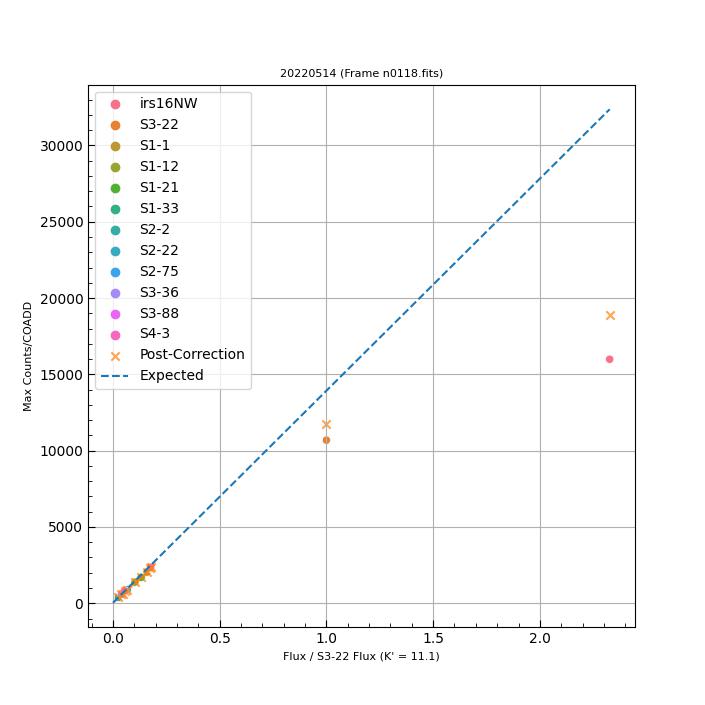 20220514 (Frame n0118.fits)
irs16NW
S3-22
S1-1
S1-12
S1-21
S1-33
S2-2
S2-22
S2-75
S3-36
S3-88
S4-3
Post-Correction
Expected
Max Counts/COADD
30000
25000
20000
15000
10000
5000
0
0.0 0.5 1.0 1.5 2.0
Flux / S3-22 Flux (K' = 11.1)